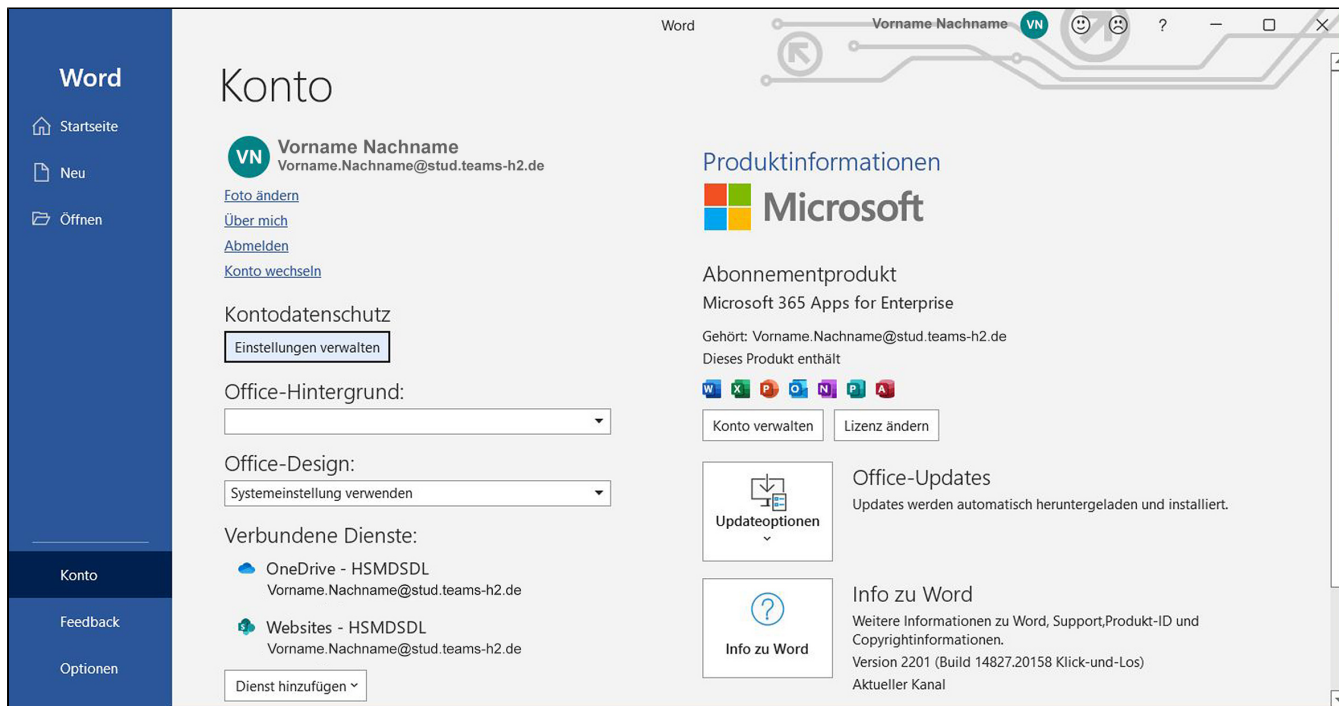 Word
Vorname Nachname
VN
?
Word
Startseite
Neu
Öffnen
Konto
Feedback
Optionen
Konto
VN
Vorname Nachname
Vorname.Nachname@stud.teams-h2.de
Foto ändern
Über mich
Abmelden
Konto wechseln
Kontodatenschutz
Einstellungen verwalten
Office-Hintergrund:
Office-Design:
Systemeinstellung verwenden
Verbundene Dienste:
OneDrive - HSMDSDL
Vorname.Nachname@stud.teams-h2.de
Websites - HSMDSDL
Vorname.Nachname@stud.teams-h2.de
Dienst hinzufügen
Produktinformationen
Microsoft
Abonnementprodukt
Microsoft 365 Apps for Enterprise
Gehört: Vorname.Nachname@stud.teams-h2.de
Dieses Produkt enthält
W X P O N P A
Konto verwalten
Lizenz ändern
Updateoptionen
Office-Updates
Updates werden automatisch heruntergeladen und installiert.
?
Info zu Word
Info zu Word
Weitere Informationen zu Word, Support,Produkt-ID und
Copyrightinformationen.
Version 2201 (Build 14827.20158 Klick-und-Los)
Aktueller Kanal